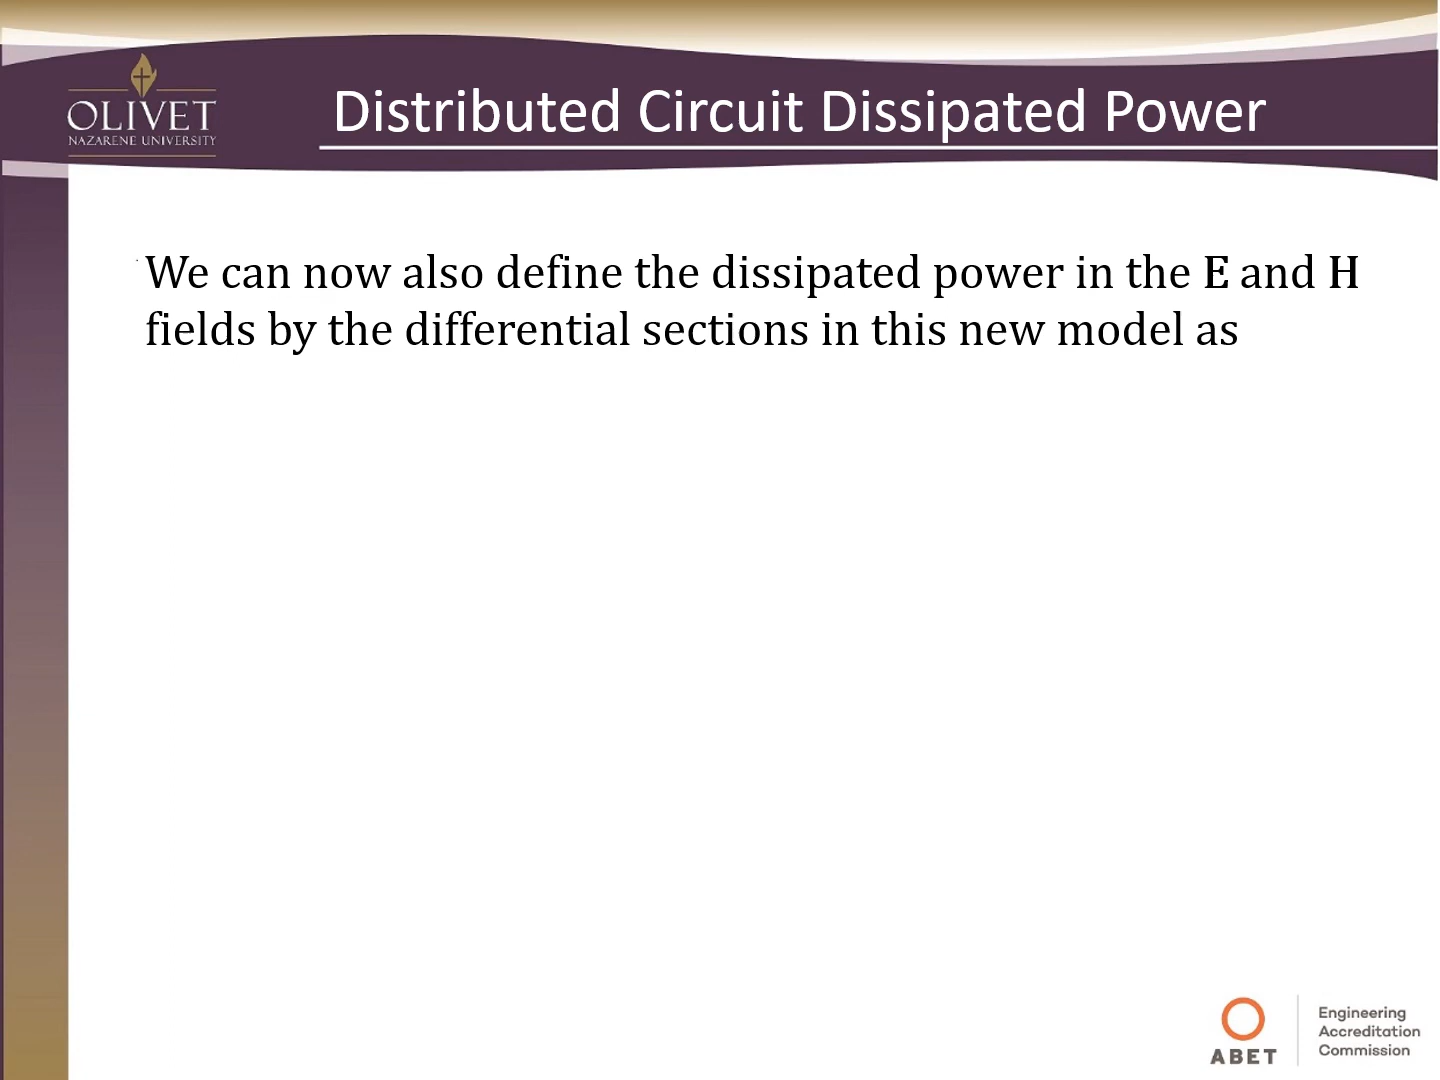 OLIVET
NAZARENE UNIVERSITY
Distributed Circuit Dissipated Power
We can now also define the dissipated power in the E and H
fields by the differential sections in this new model as
ABET
Engineering
Accreditation
Commission